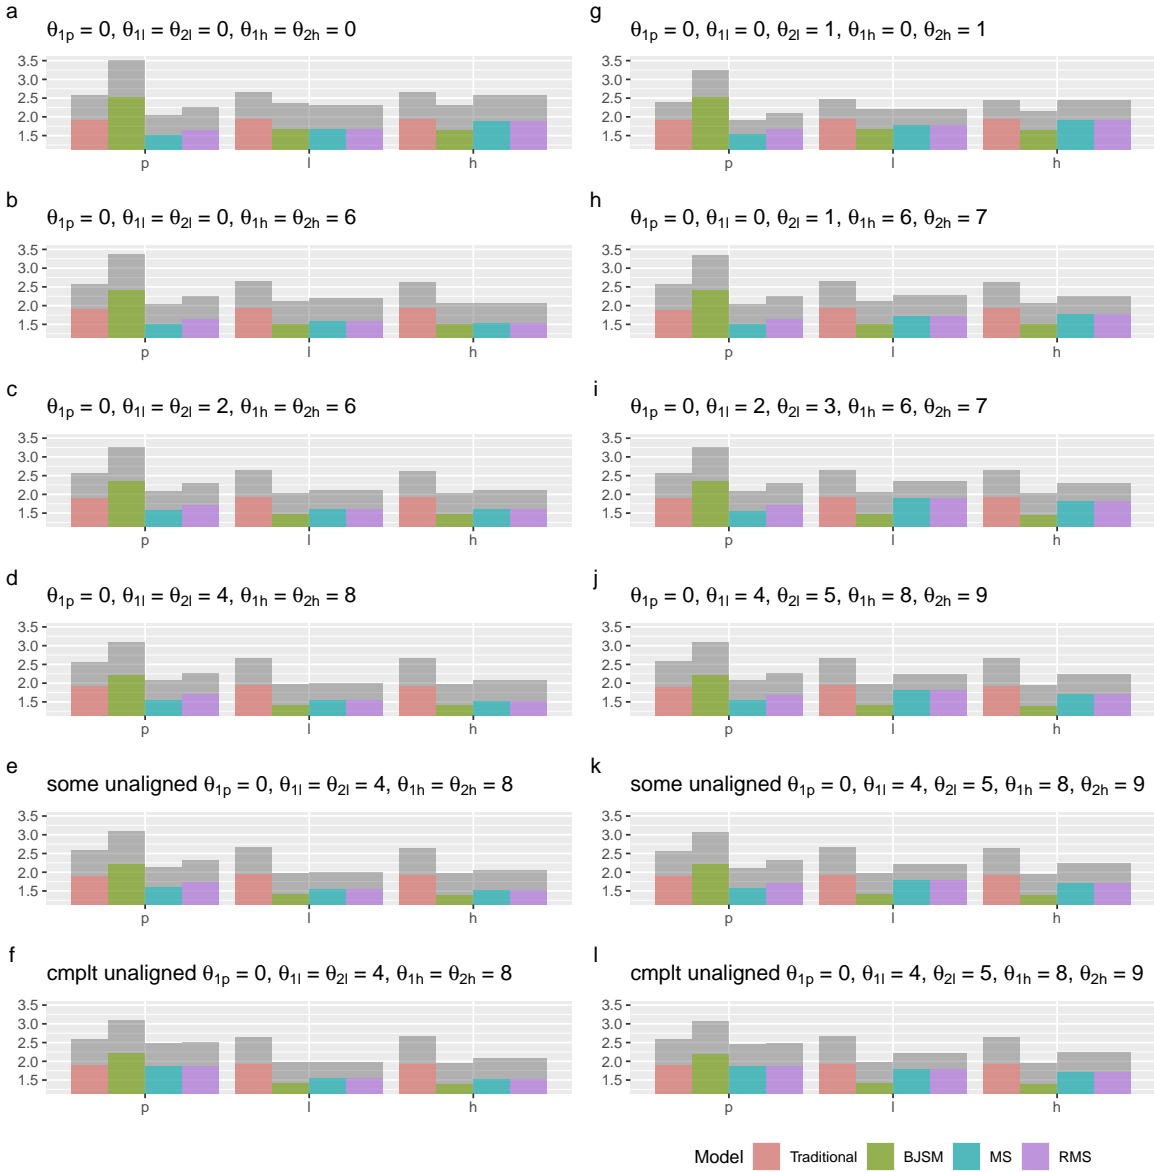 a
θ1p = 0, θ1l = θ2l = 0, θ1h = θ2h = 0
3.5
3.0
2.5
2.0
1.5
p l h
b
θ1p = 0, θ1l = θ2l = 0, θ1h = θ2h = 6
3.5
3.0
2.5
2.0
1.5
p l h
c
θ1p = 0, θ1l = θ2l = 2, θ1h = θ2h = 6
3.5
3.0
2.5
2.0
1.5
p l h
d
θ1p = 0, θ1l = θ2l = 4, θ1h = θ2h = 8
3.5
3.0
2.5
2.0
1.5
p l h
e
some unaligned θ1p = 0, θ1l = θ2l = 4, θ1h = θ2h = 8
3.5
3.0
2.5
2.0
1.5
p l h
f
cmplt unaligned θ1p = 0, θ1l = θ2l = 4, θ1h = θ2h = 8
3.5
3.0
2.5
2.0
1.5
p l h
g
θ1p = 0, θ1l = 0, θ2l = 1, θ1h = 0, θ2h = 1
3.5
3.0
2.5
2.0
1.5
p l h
h
θ1p = 0, θ1l = 0, θ2l = 1, θ1h = 6, θ2h = 7
3.5
3.0
2.5
2.0
1.5
p l h
i
θ1p = 0, θ1l = 2, θ2l = 3, θ1h = 6, θ2h = 7
3.5
3.0
2.5
2.0
1.5
p l h
j
θ1p = 0, θ1l = 4, θ2l = 5, θ1h = 8, θ2h = 9
3.5
3.0
2.5
2.0
1.5
p l h
k
some unaligned θ1p = 0, θ1l = 4, θ2l = 5, θ1h = 8, θ2h = 9
3.5
3.0
2.5
2.0
1.5
p l h
l
cmplt unaligned θ1p = 0, θ1l = 4, θ2l = 5, θ1h = 8, θ2h = 9
3.5
3.0
2.5
2.0
1.5
p l h
Model Traditional BJSM MS RMS